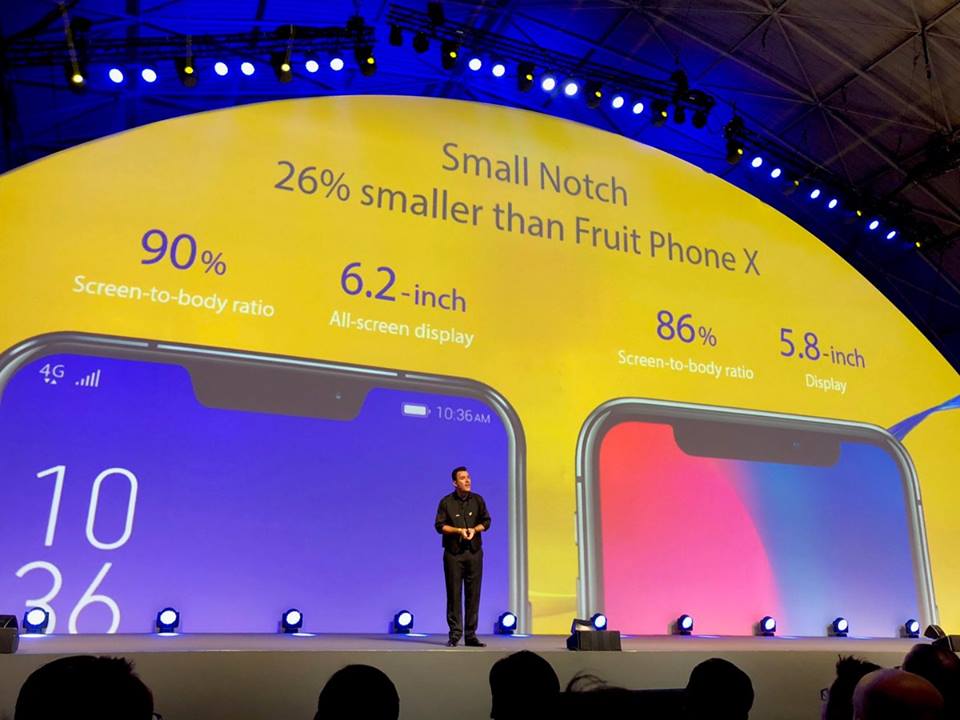 Small Notch
26% smaller than Fruit Phone X
90%
Screen-to-body ratio
6.2-inch
All-screen display
86%
Screen-to-body ratio
5.8-inch
Display
4G
10:36 AM
10
36